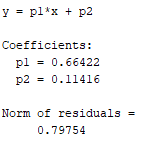 y = p1*x + p2
Coefficients:
p1 = 0.66422
p2 = 0.11416
Norm of residuals =
0.79754